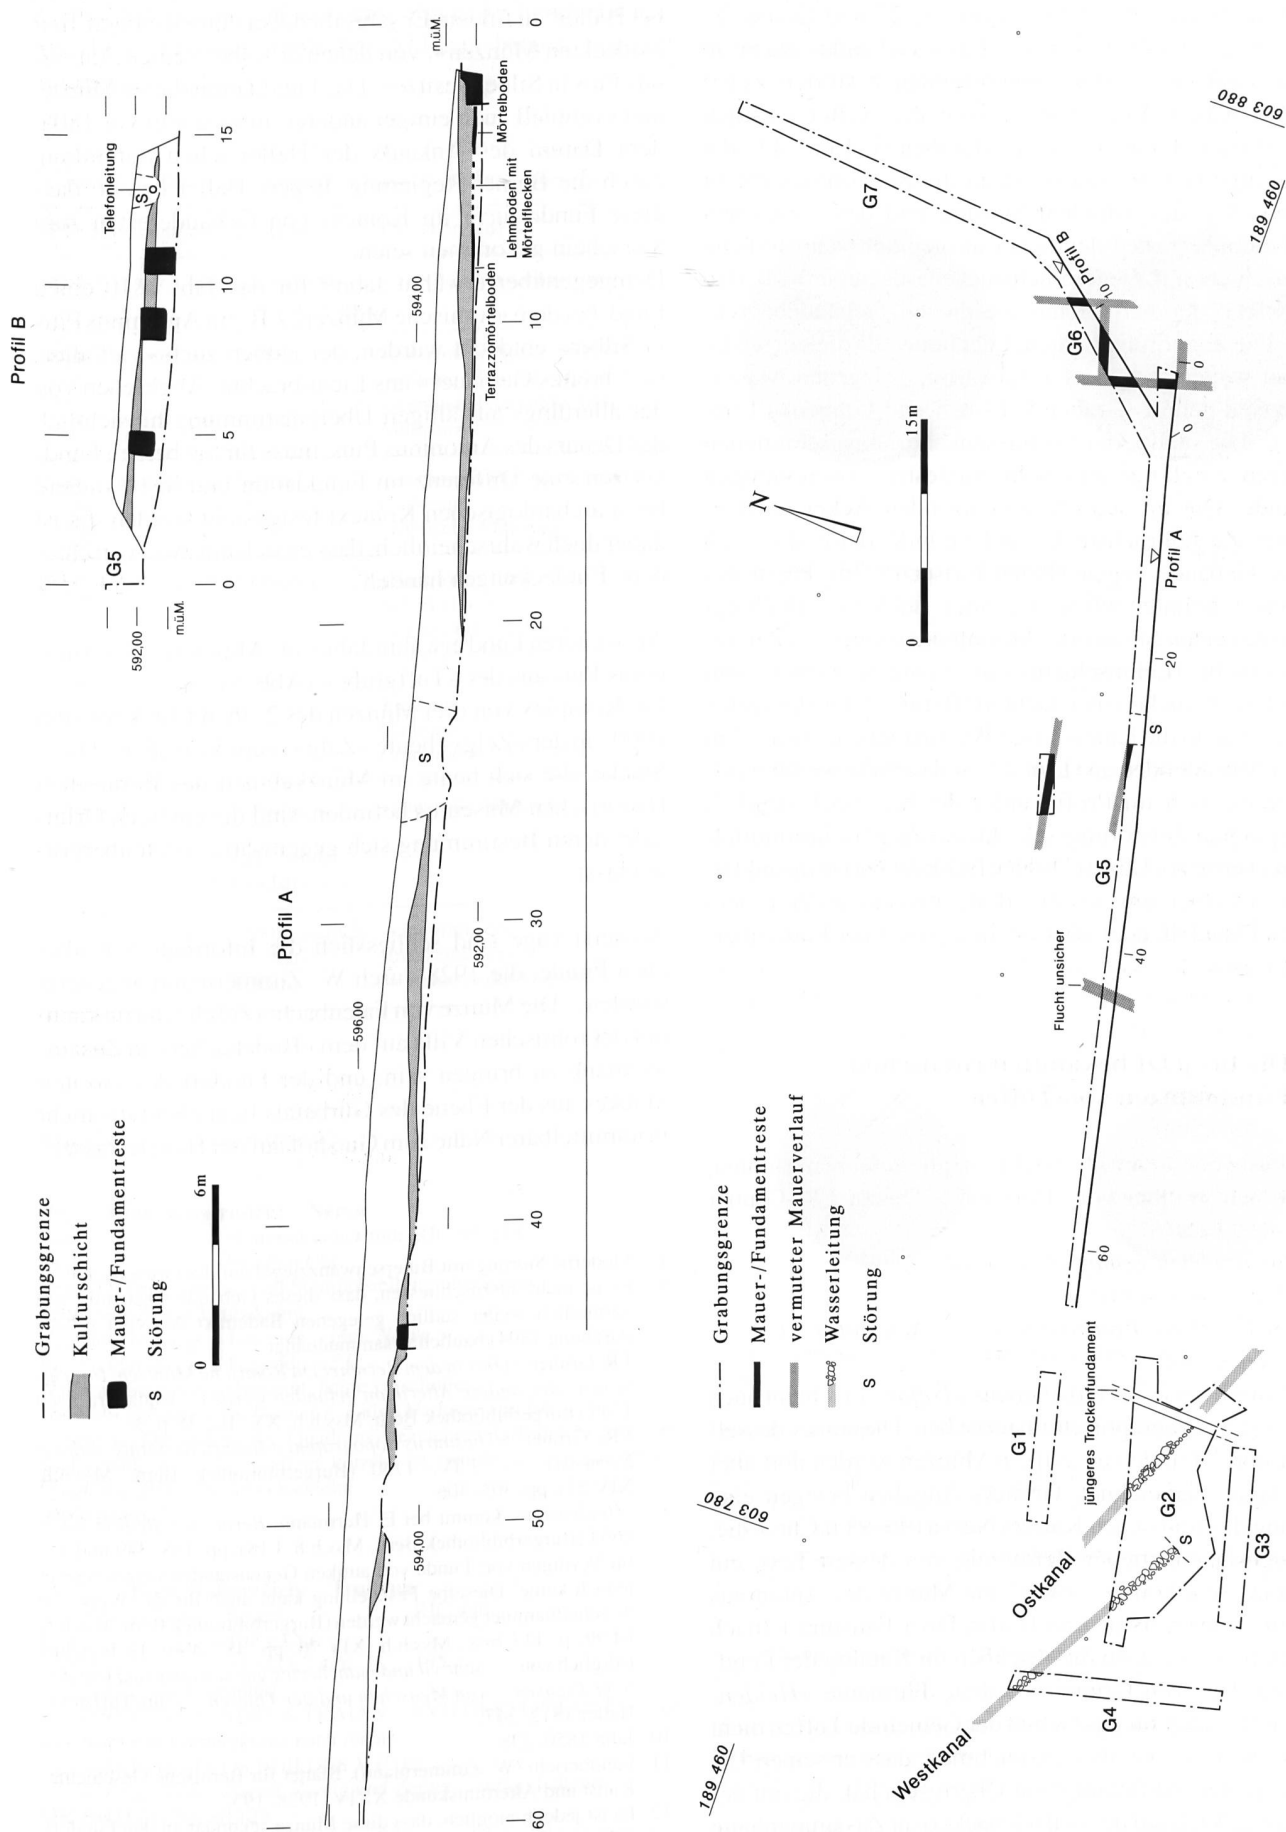 Profil B
G5
Telefonleitung
S
592,00
m.ü.M.
0
5
10
15
Profil A
596,00
594,00
594,00
592,00
m.ü.M.
S
Terrazzomörtelboden
Lehmboden mit
Mörtelflecken
Mörtelboden
60
50
40
30
20
10
0
Grabungsgrenze
Kulturschicht
Mauer-/Fundamentreste
S Störung
0 6m
Grabungsgrenze
Mauer-/Fundamentreste
vermuteter Mauerverlauf
Wasserleitung
S Störung
N
0 15m
603 780
189 460
603 880
189 460
Westkanal
Ostkanal
G4
G2
S
G3
G1
jüngeres Trockenfundament
Flucht unsicher
G5
S
60
40
20
0
Profil A
G6
0
10
Profil B
G7